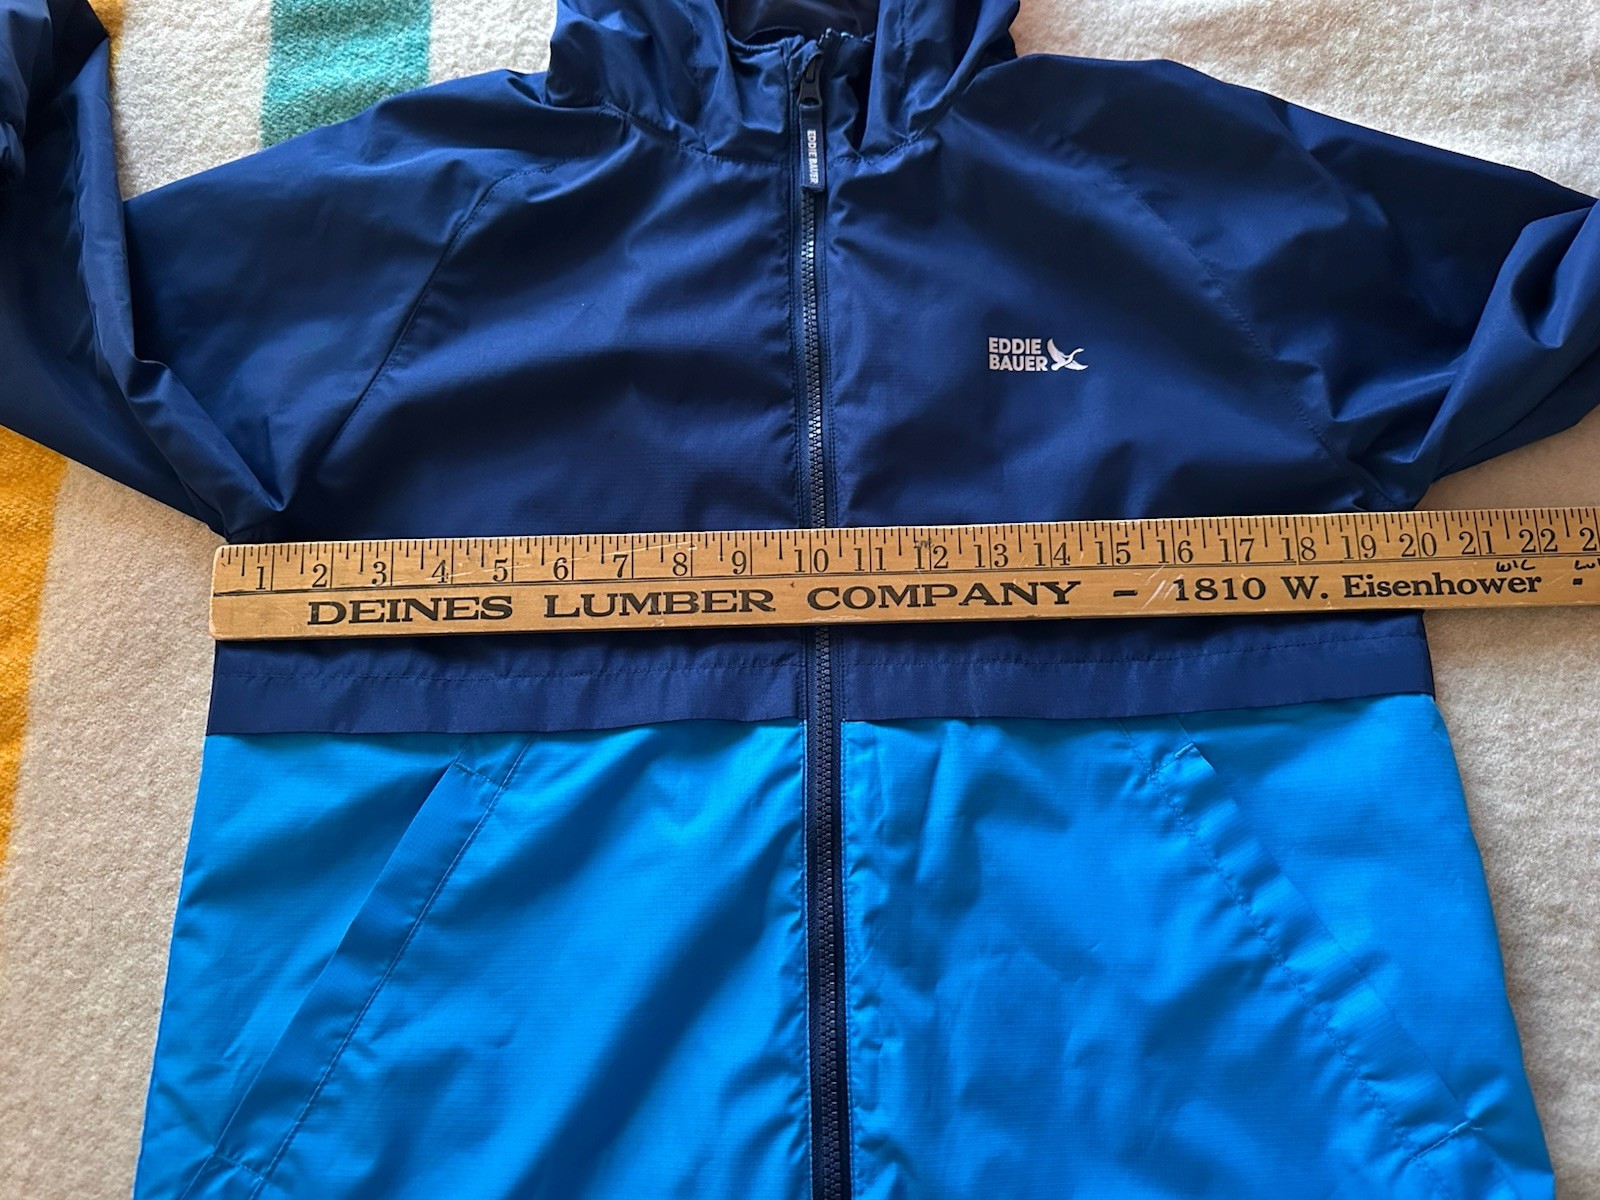 EDDIE BAUER
EDDIE
BAUER
1 2 3 4 5 6 7 8 9 10 11 12 13 14 15 16 17 18 19 20 21 22 2
DEINES LUMBER COMPANY - 1810 W. Eisenhower -